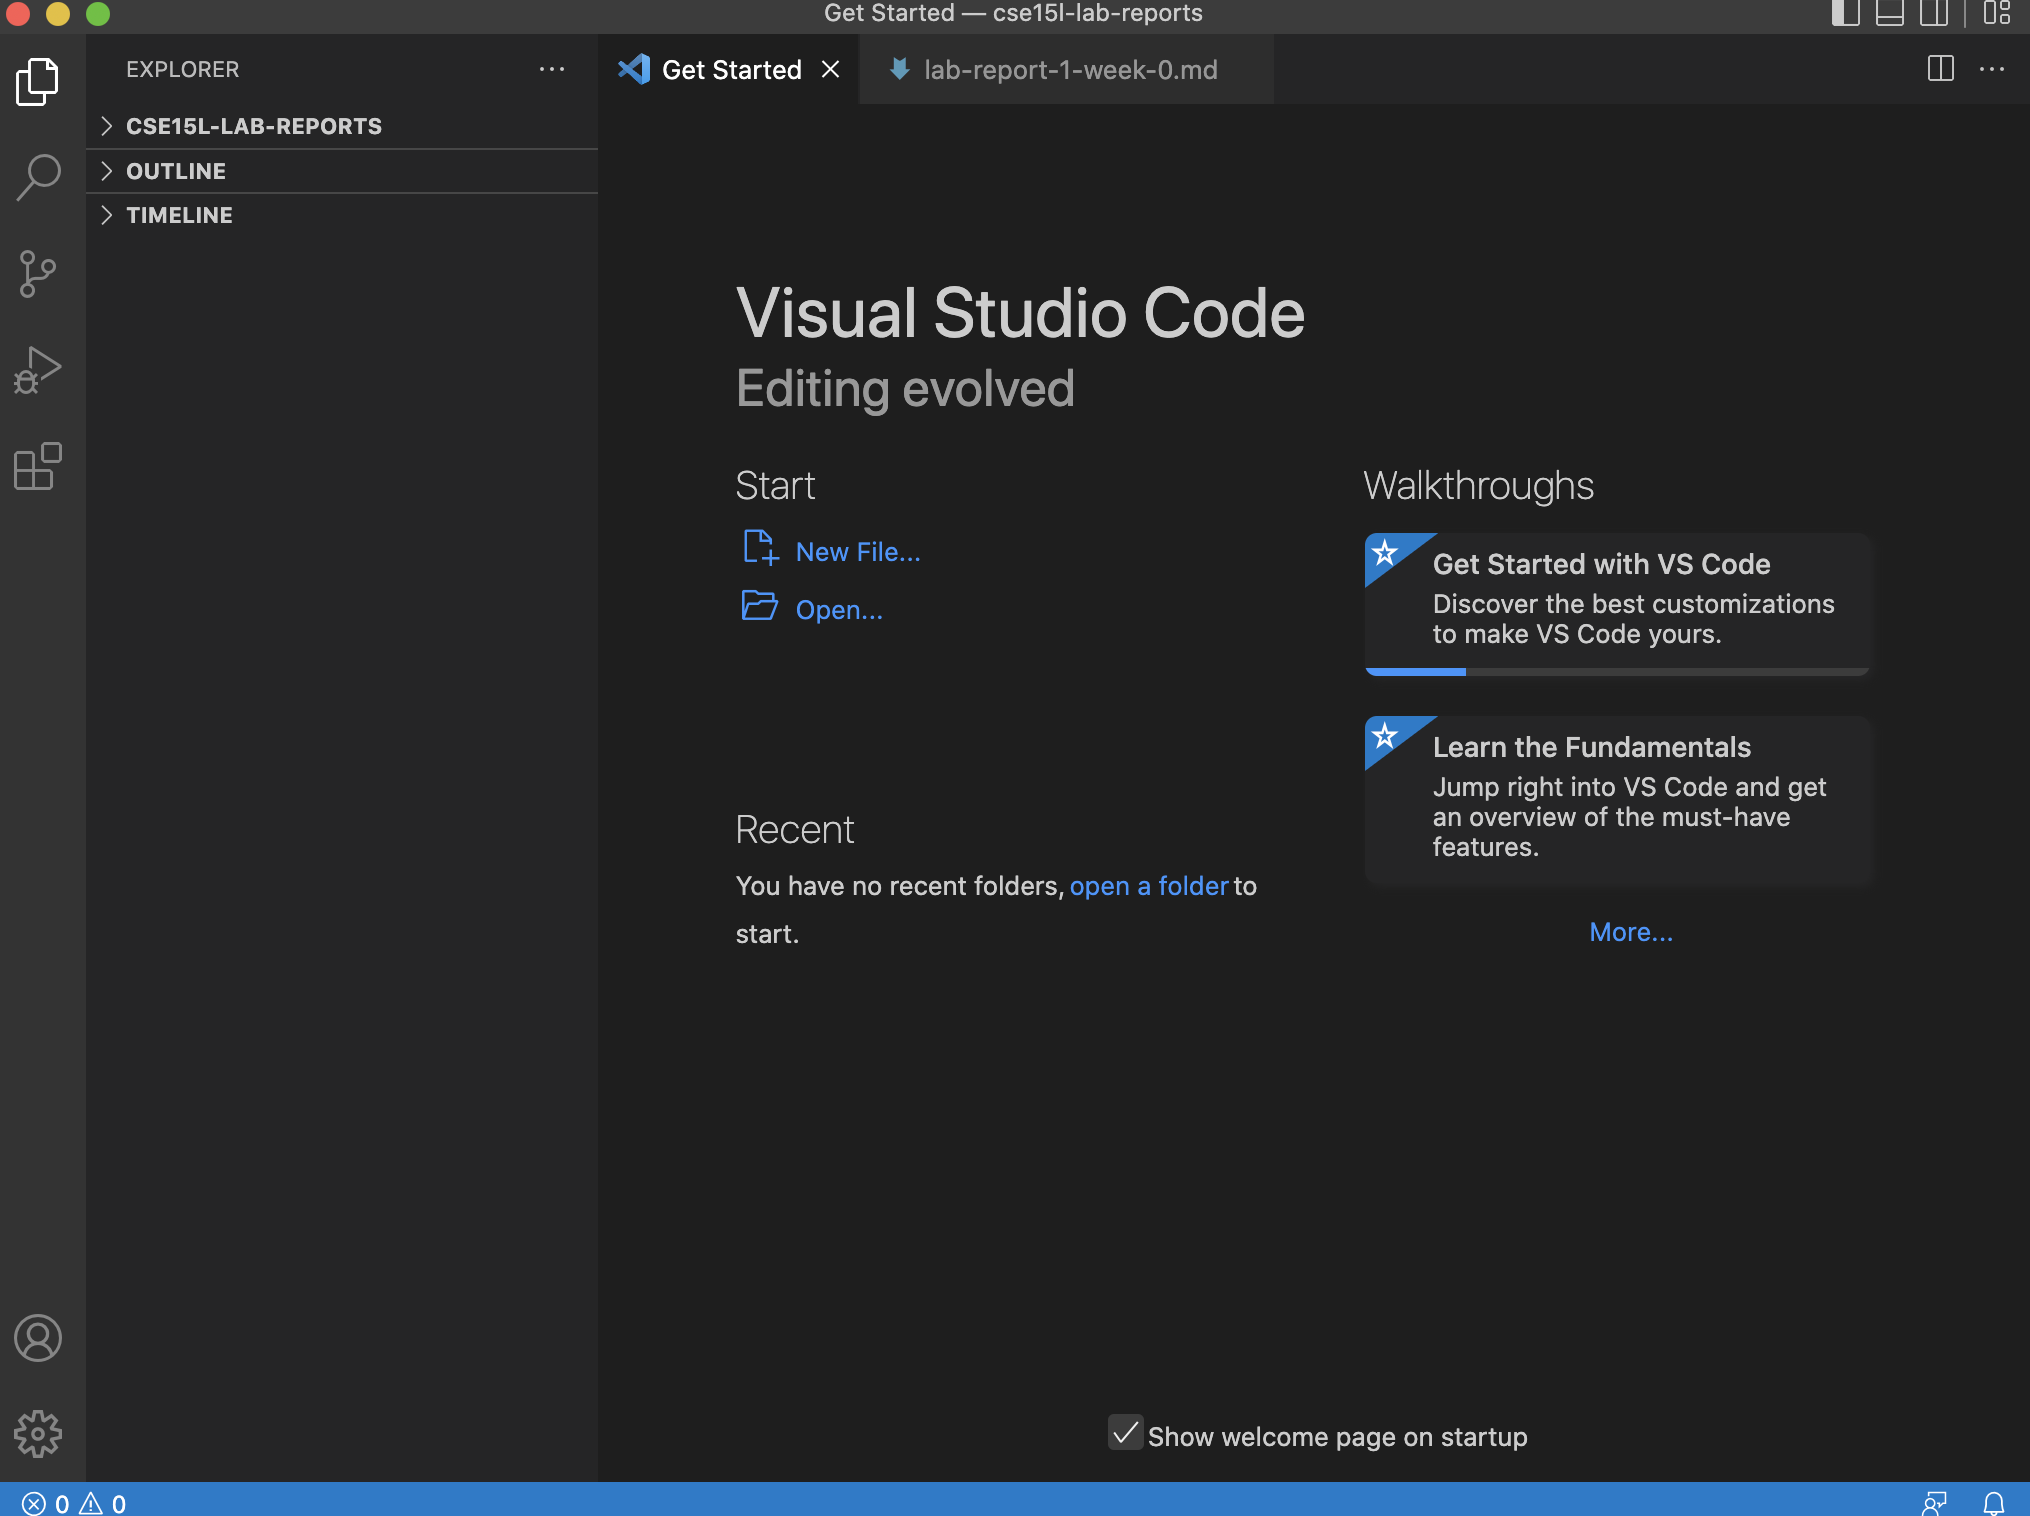 Get Started — cse15l-lab-reports
EXPLORER
Get Started
lab-report-1-week-0.md
CSE15L-LAB-REPORTS
OUTLINE
TIMELINE
Visual Studio Code
Editing evolved
Start
New File...
Open...
Recent
You have no recent folders, open a folder to
start.
Walkthroughs
Get Started with VS Code
Discover the best customizations
to make VS Code yours.
Learn the Fundamentals
Jump right into VS Code and get
an overview of the must-have
features.
More...
Show welcome page on startup
0 0